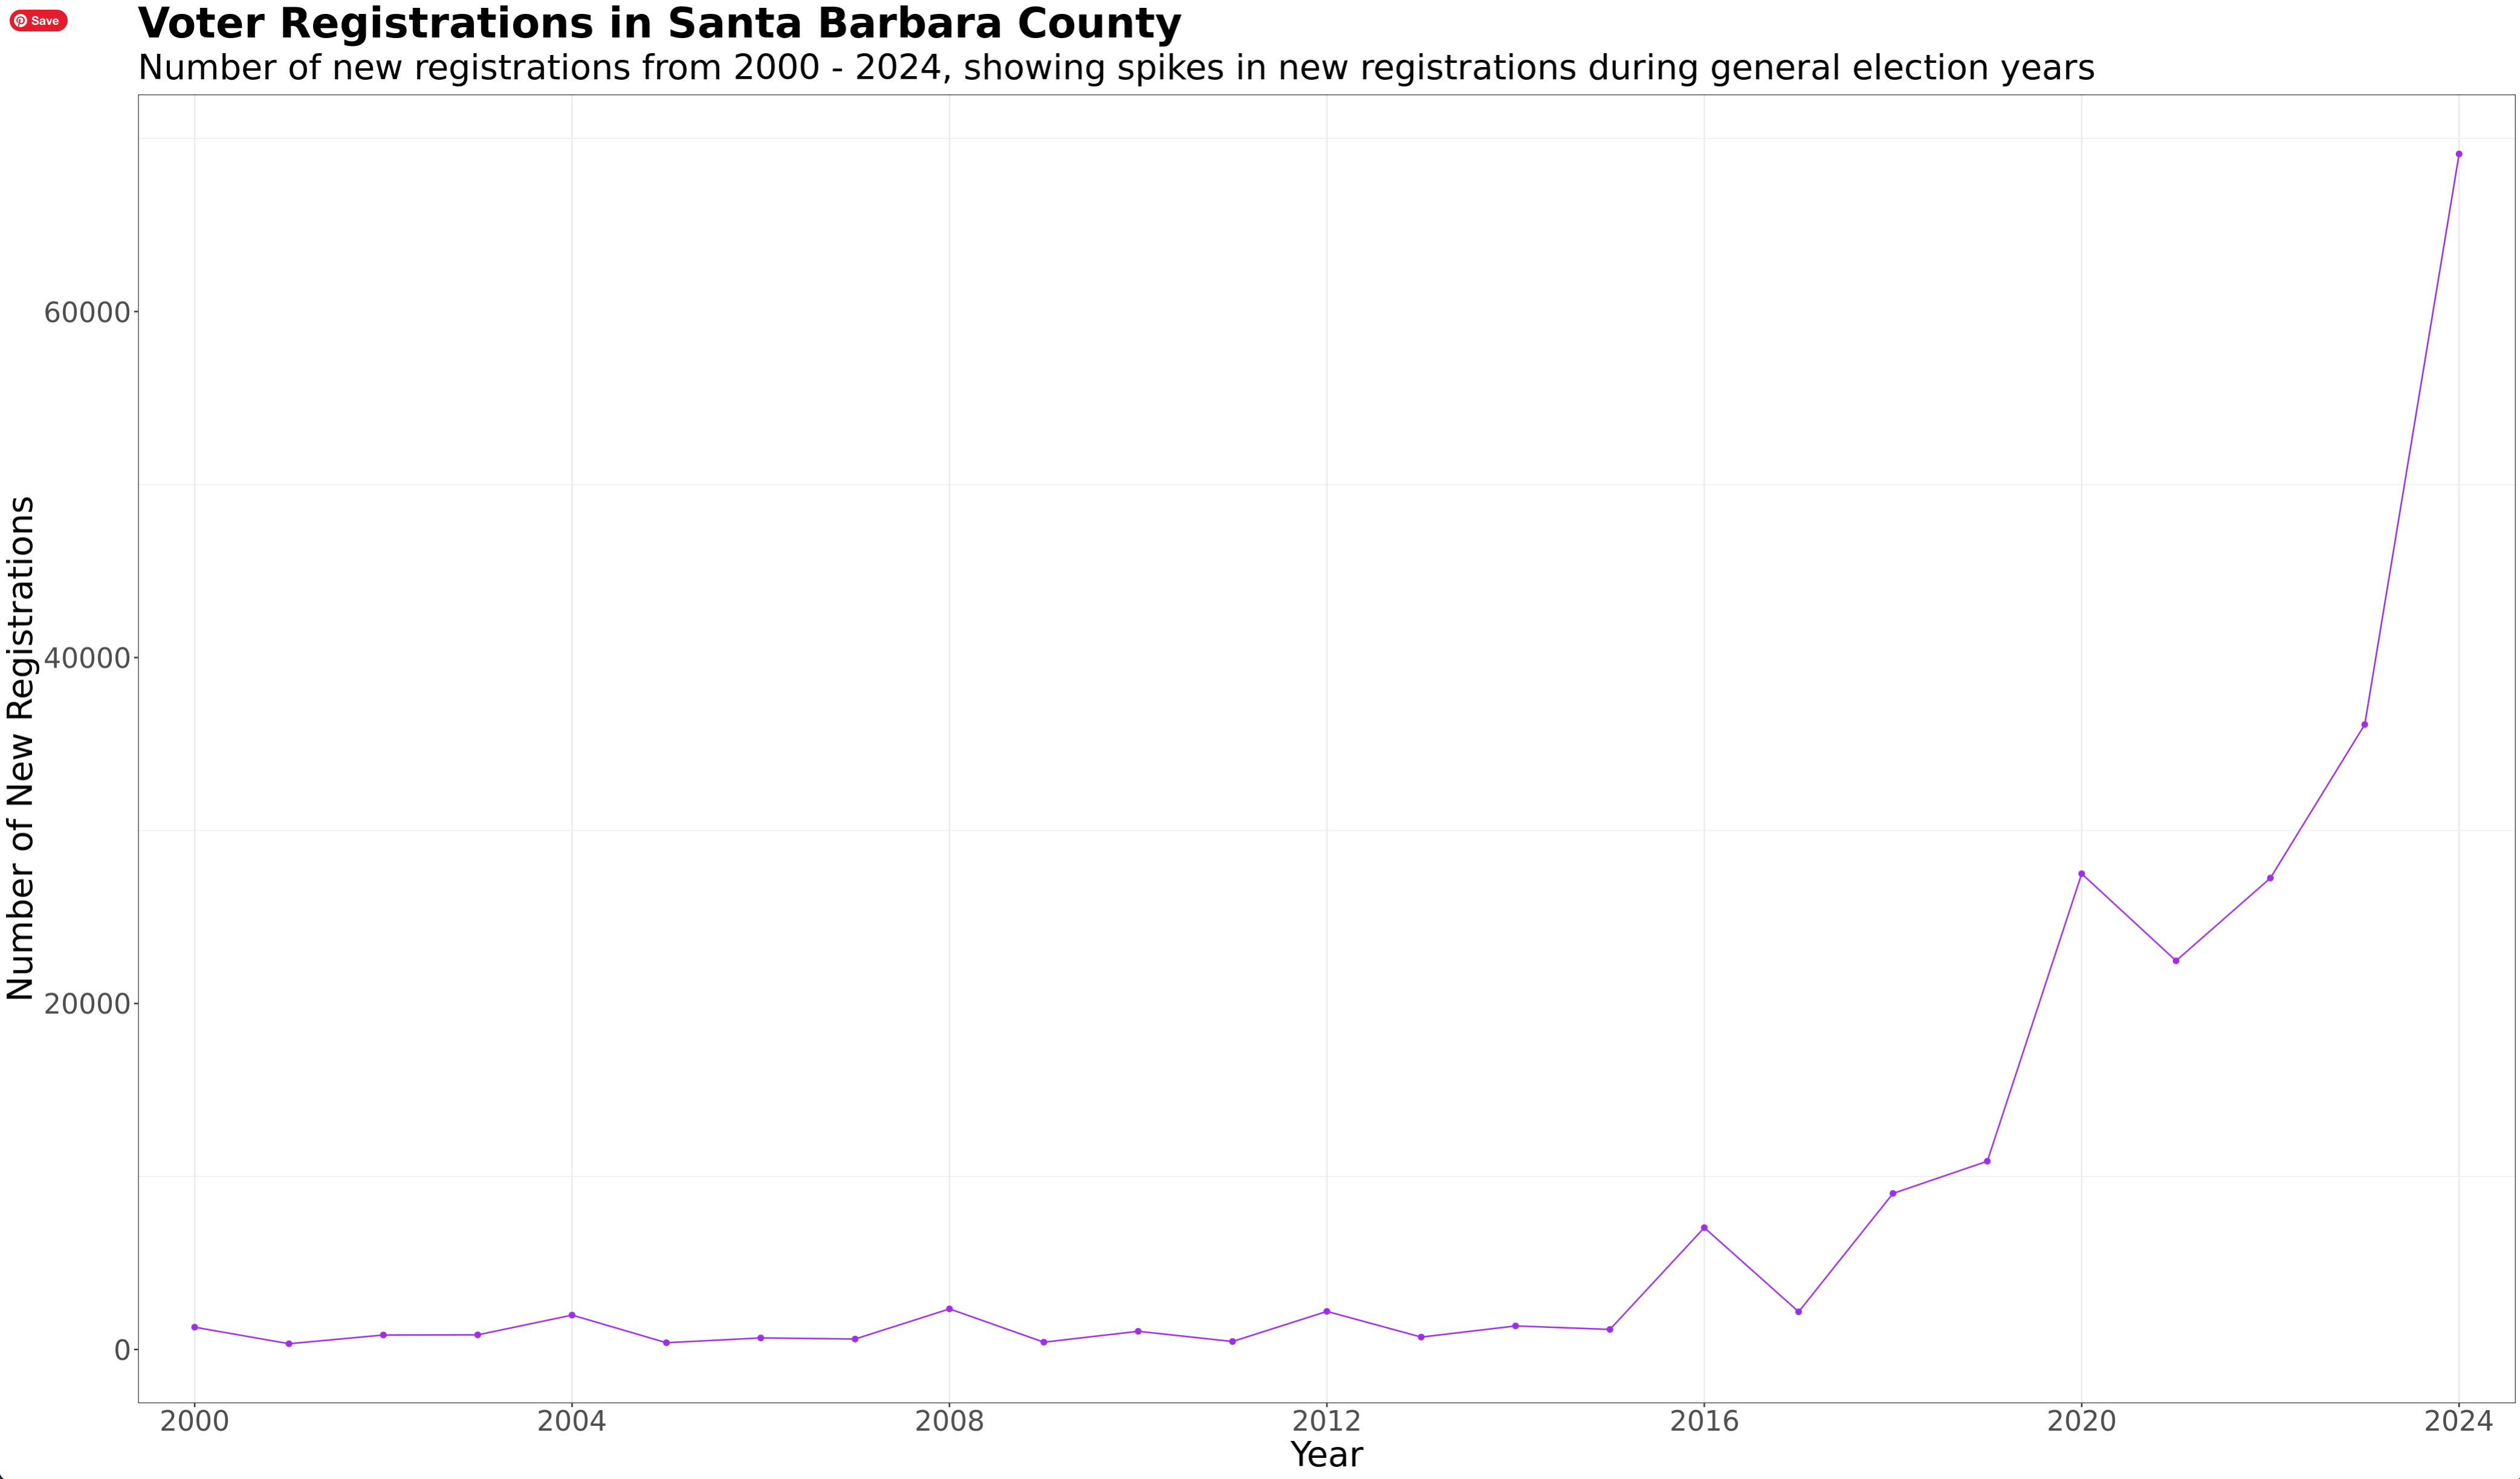 Save
Voter Registrations in Santa Barbara County
Number of new registrations from 2000 - 2024, showing spikes in new registrations during general election years
Number of New Registrations
60000
40000
20000
0
2000 2004 2008 2012 2016 2020 2024
Year